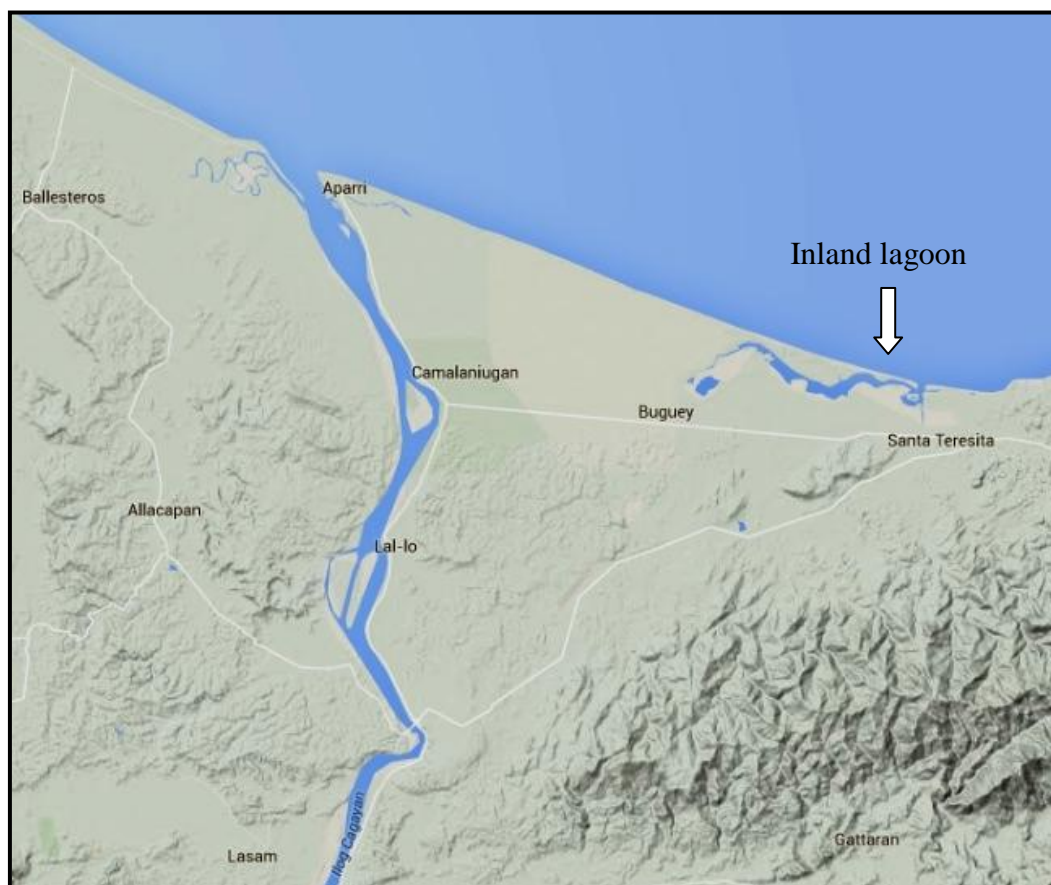 Aparri
Ballesteros
Inland lagoon
Camalaniugan
Buguey
Santa Teresita
Allacapan
Lal-lo
Ilog Cagayan
Gattaran
Lasam